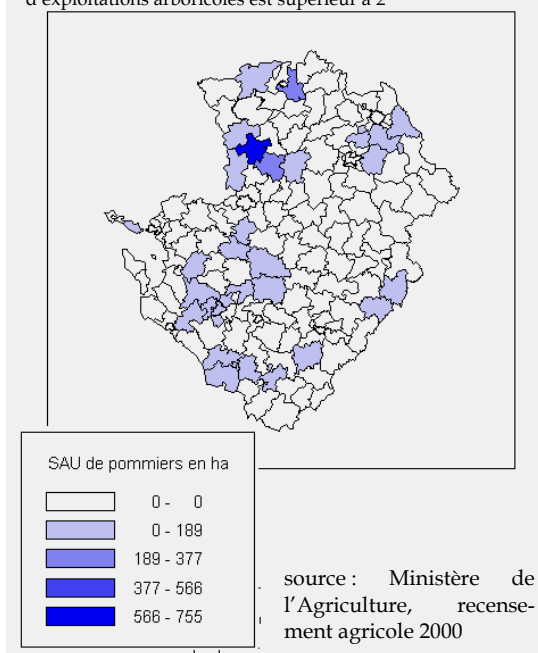 d'exploitations arboricoles est supérieur à 2
SAU de pommiers en ha
0 - 0
0 - 189
189 - 377
377 - 566
566 - 755
source : Ministère de
l'Agriculture, recense-
ment agricole 2000